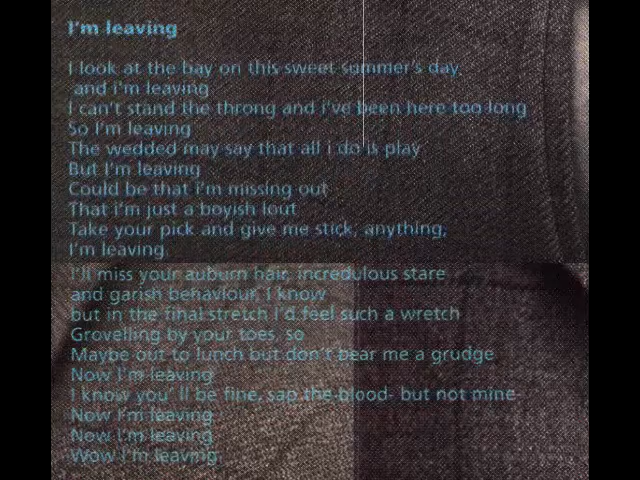 I'm leaving
I look at the bay on this sweet summer's day,
and i'm leaving
I can't stand the throng and i've been here too long
So I'm leaving
The wedded may say that all i do is play
But I'm leaving
Could be that i'm missing out
That i'm just a boyish lout
Take your pick and give me stick, anything,
I'm leaving.
I'll miss your auburn hair, incredulous stare
and garish behaviour, I know
but in the final stretch I'd feel such a wretch
Grovelling by your toes, so
Maybe out to lunch but don't bear me a grudge
Now I'm leaving
I know you' ll be fine, sap the blood- but not mine
Now I'm leaving
Now I'm leaving
Wow I'm leaving.